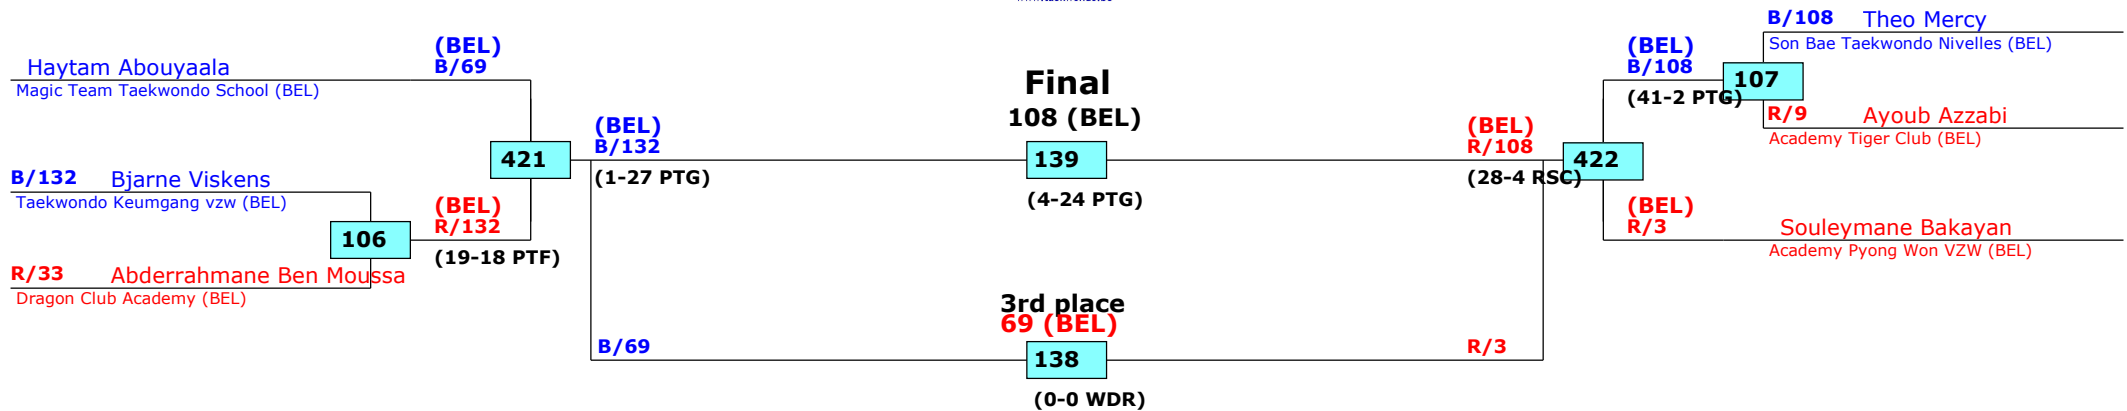 Haytam Abouyaala
Magic Team Taekwondo School (BEL)
(BEL)
B/69
B/132 Bjarne Viskens
Taekwondo Keumgang vzw (BEL)
106
R/33 Abderrahmane Ben Moussa
Dragon Club Academy (BEL)
(BEL)
R/132
(19-18 PTF)
421
(BEL)
B/132
(1-27 PTG)
Final
108 (BEL)
139
(4-24 PTG)
3rd place
69 (BEL)
B/69
138
R/3
(0-0 WDR)
(BEL)
R/108
(28-4 RSC)
422
(BEL)
B/108
(41-2 PTG)
107
B/108 Theo Mercy
Son Bae Taekwondo Nivelles (BEL)
R/9 Ayoub Azzabi
Academy Tiger Club (BEL)
(BEL)
R/3
Souleymane Bakayan
Academy Pyong Won VZW (BEL)